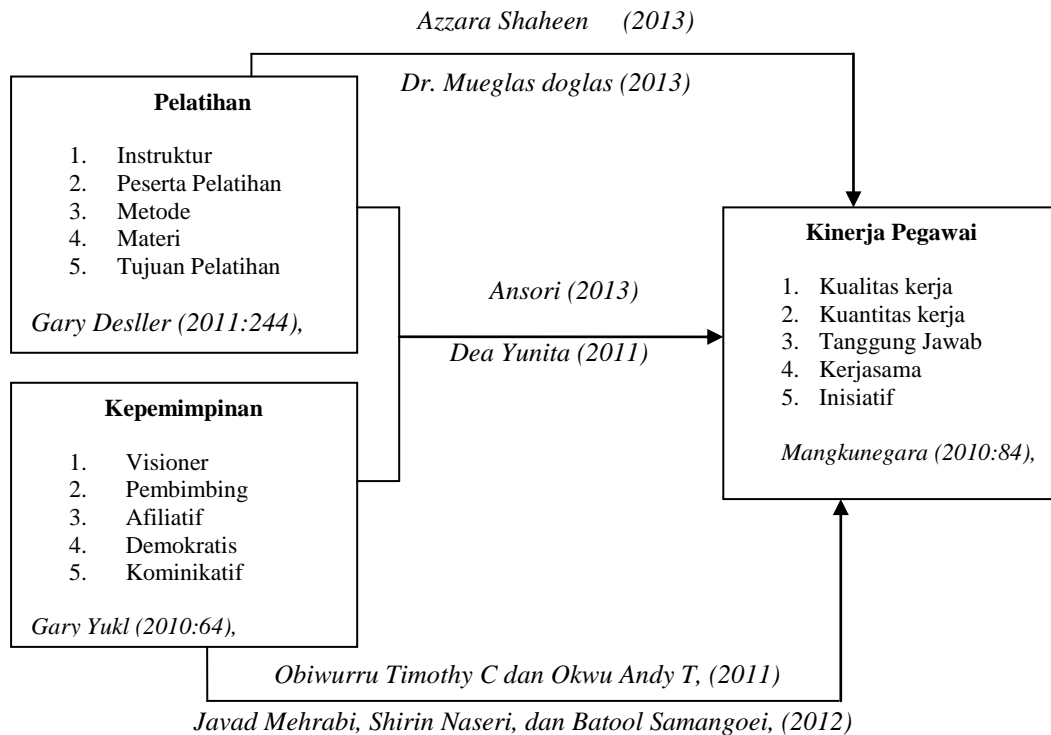 Azzara Shaheen (2013)
Dr. Mueglas doglas (2013)
Pelatihan
1. Instruktur
2. Peserta Pelatihan
3. Metode
4. Materi
5. Tujuan Pelatihan
Gary Desller (2011:244),
Kepemimpinan
1. Visioner
2. Pembimbing
3. Afiliatif
4. Demokratis
5. Kominikatif
Gary Yukl (2010:64),
Ansori (2013)
Dea Yunita (2011)
Kinerja Pegawai
1. Kualitas kerja
2. Kuantitas kerja
3. Tanggung Jawab
4. Kerjasama
5. Inisiatif
Mangkunegara (2010:84),
Obiwurru Timothy C dan Okwu Andy T, (2011)
Javad Mehrabi, Shirin Naseri, dan Batool Samangoei, (2012)